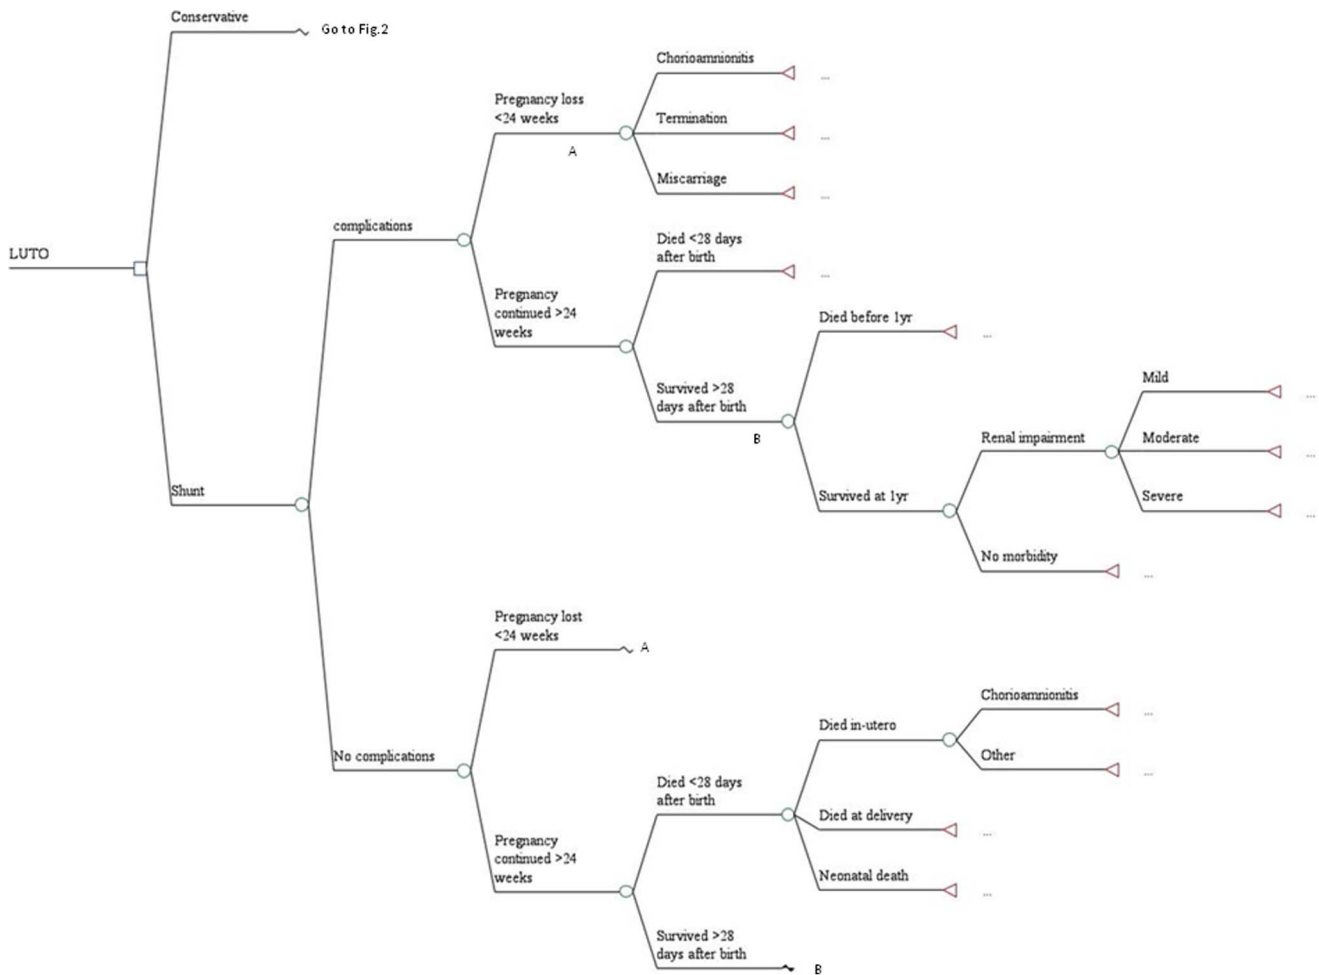 Conservative
Go to Fig.2
Chorioamnionitis
...
Pregnancy loss
<24 weeks
A
Termination
...
Miscarriage
...
complications
Died <28 days
after birth
...
LUTO
Pregnancy
continued >24
weeks
Died before 1yr
...
Survived >28
days after birth
B
Mild
...
Renal impairment
Moderate
...
Shunt
Survived at 1yr
Severe
...
No morbidity
...
Pregnancy lost
<24 weeks
A
Chorioamnionitis
...
Died in-utero
Other
...
No complications
Died <28 days
after birth
Died at delivery
...
Pregnancy
continued >24
weeks
Neonatal death
...
Survived >28
days after birth
B